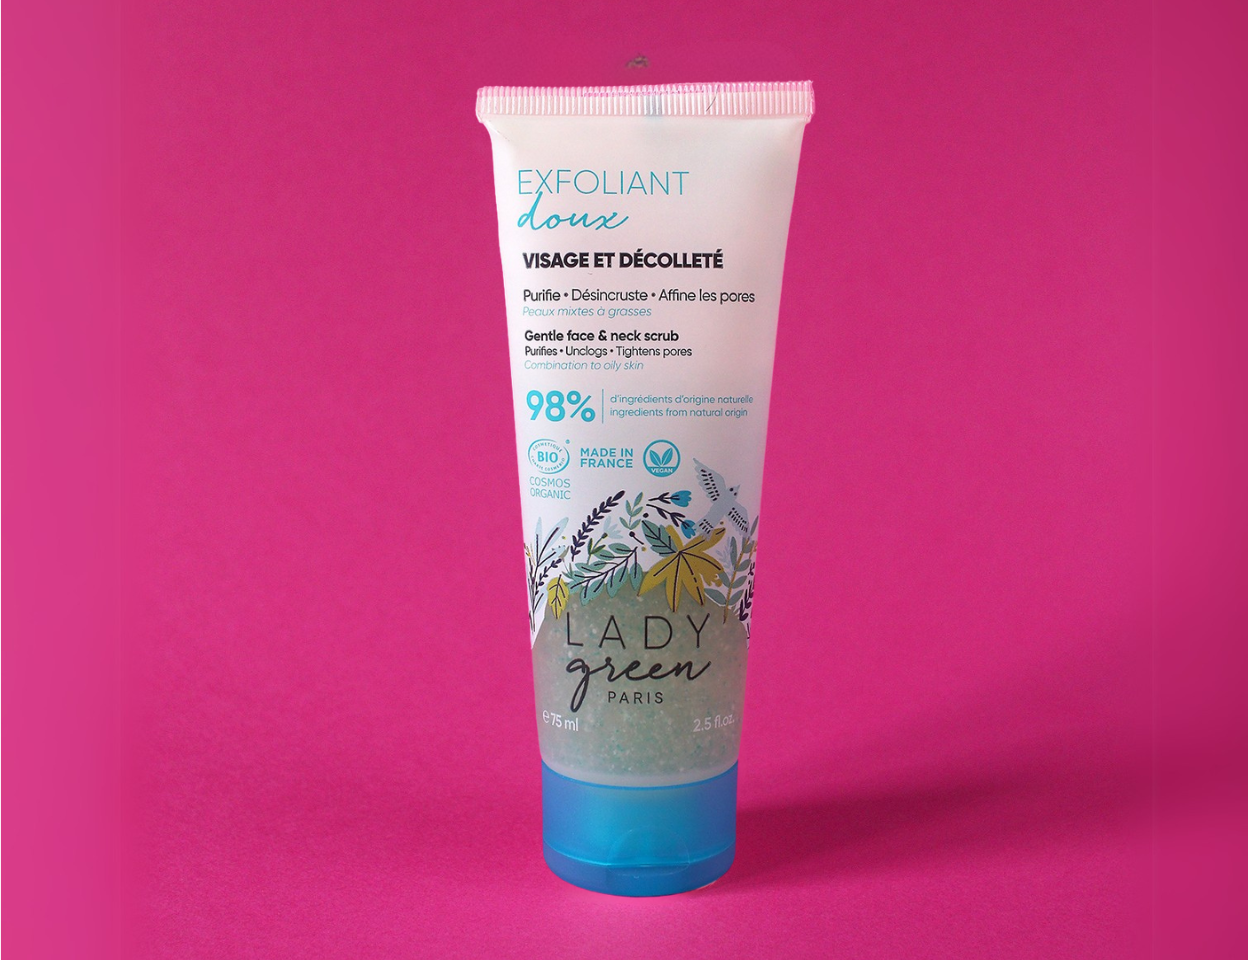 EXFOLIANT
doux
VISAGE ET DÉCOLLETÉ
Purifie • Désincruste • Affine les pores
Peaux mixtes à grasses
Gentle face & neck scrub
Purifies • Unclogs • Tightens pores
Combination to oily skin
98%
d'ingrédients d'origine naturelle
ingredients from natural origin
COSMÉTIQUE
BIO
COSMOS
ORGANIC
MADE IN
FRANCE
VEGAN
LADY
green
PARIS
℮ 75 ml
2.5 fl.oz.